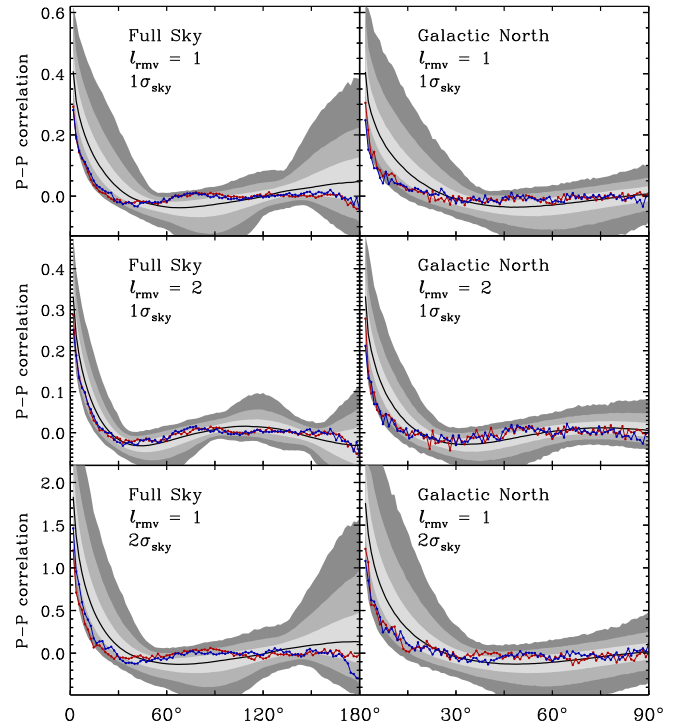 0.6
0.4
0.2
0.0
P−P correlation
Full Sky
l_rmv = 1
1σ_sky
Galactic North
l_rmv = 1
1σ_sky
0.4
0.3
0.2
0.1
0.0
P−P correlation
Full Sky
l_rmv = 2
1σ_sky
Galactic North
l_rmv = 2
1σ_sky
2.0
1.5
1.0
0.5
0.0
P−P correlation
Full Sky
l_rmv = 1
2σ_sky
Galactic North
l_rmv = 1
2σ_sky
0 60° 120° 180° 30° 60° 90°